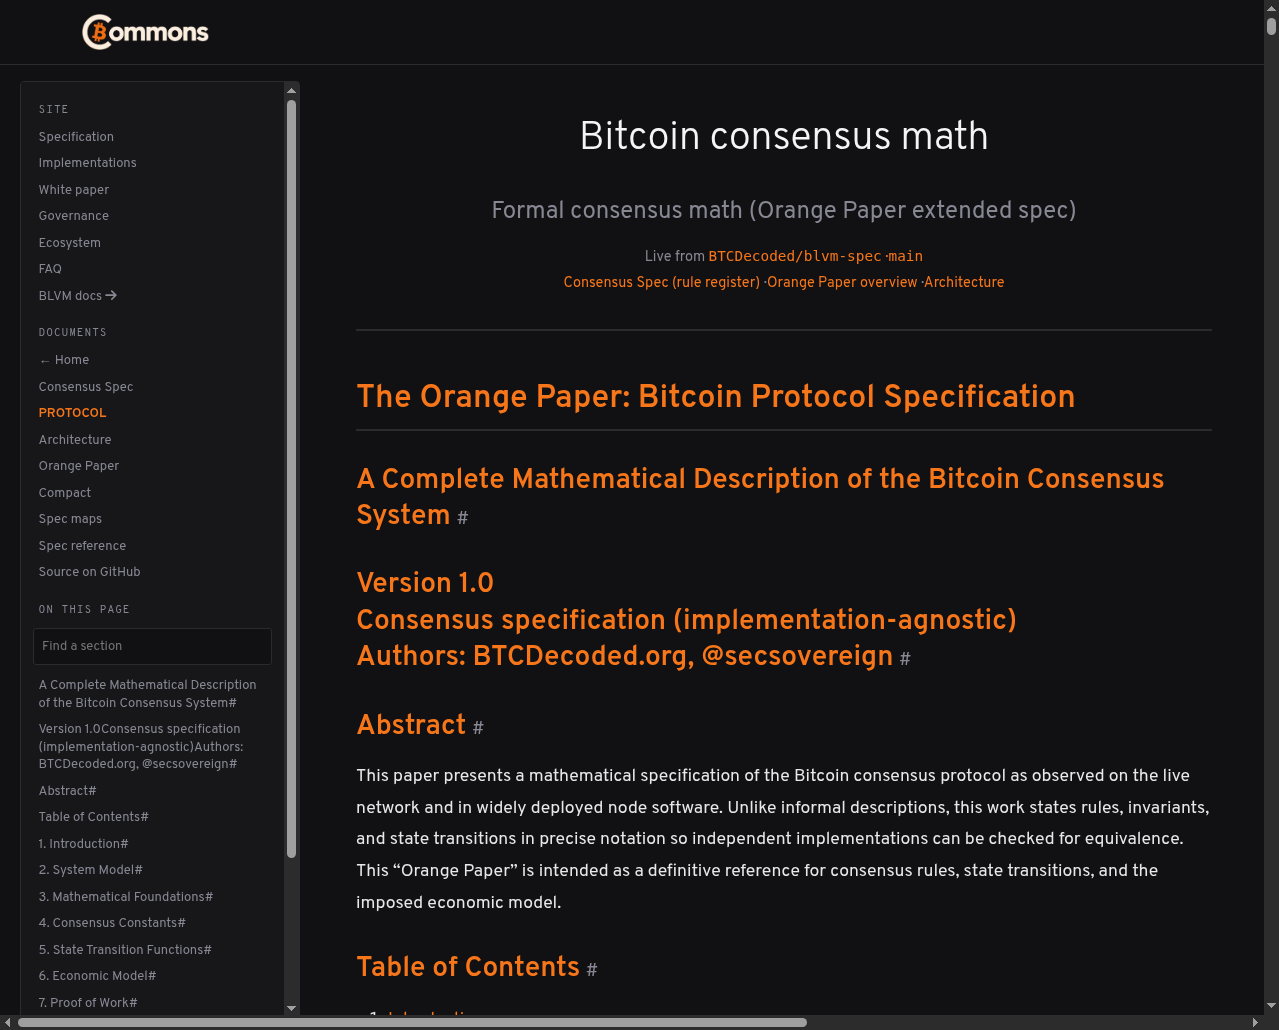 Commons
SITE
Specification
Implementations
White paper
Governance
Ecosystem
FAQ
BLVM docs →
DOCUMENTS
← Home
Consensus Spec
PROTOCOL
Architecture
Orange Paper
Compact
Spec maps
Spec reference
Source on GitHub
ON THIS PAGE
Find a section
A Complete Mathematical Description
of the Bitcoin Consensus System#
Version 1.0Consensus specification
(implementation-agnostic)Authors:
BTCDecoded.org, @secsovereign#
Abstract#
Table of Contents#
1. Introduction#
2. System Model#
3. Mathematical Foundations#
4. Consensus Constants#
5. State Transition Functions#
6. Economic Model#
7. Proof of Work#
Bitcoin consensus math
Formal consensus math (Orange Paper extended spec)
Live from BTCDecoded/blvm-spec ·main
Consensus Spec (rule register) ·Orange Paper overview ·Architecture
The Orange Paper: Bitcoin Protocol Specification
A Complete Mathematical Description of the Bitcoin Consensus
System #
Version 1.0
Consensus specification (implementation-agnostic)
Authors: BTCDecoded.org, @secsovereign #
Abstract #
This paper presents a mathematical specification of the Bitcoin consensus protocol as observed on the live
network and in widely deployed node software. Unlike informal descriptions, this work states rules, invariants,
and state transitions in precise notation so independent implementations can be checked for equivalence.
This “Orange Paper” is intended as a definitive reference for consensus rules, state transitions, and the
imposed economic model.
Table of Contents #